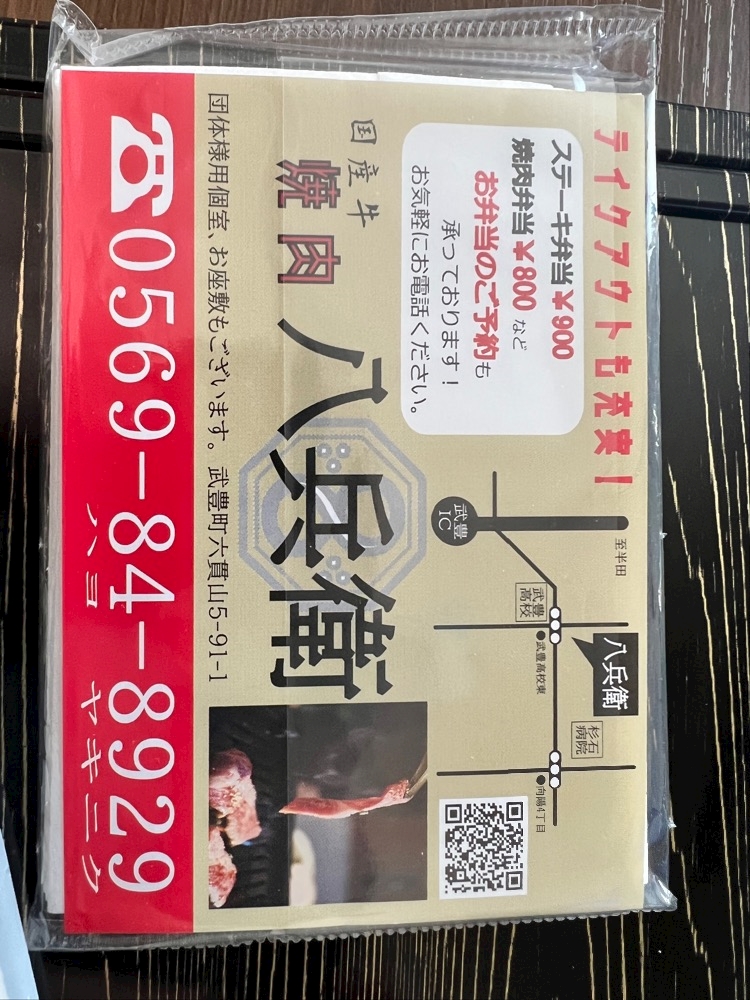 テイクアウトも充実！
ステーキ弁当¥900
焼肉弁当¥800など
お弁当のご予約も
承っております！
お気軽にお電話ください。
国産牛
焼肉
八兵衛
至半田
武豊
IC
武豊
高校
武豊高校東
八兵衛
杉石
病院
向陽4丁目
団体様用個室、お座敷もございます。 武豊町六貫山5-91-1
0569-84-8929
ハヨ ヤキニク